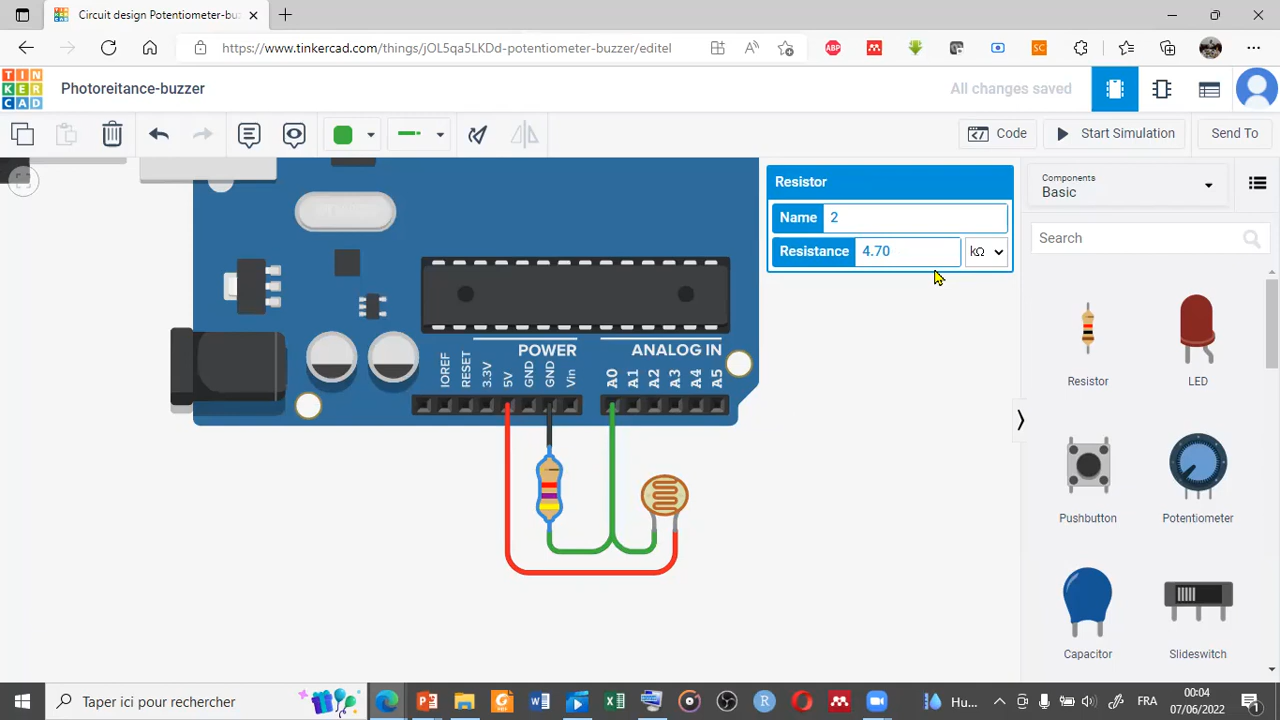 Circuit design Potentiometer-bu
https://www.tinkercad.com/things/jOL5qa5LKDd-potentiometer-buzzer/editel
ABP
SC
TIN
KER
CAD
Photoreitance-buzzer
All changes saved
Code
Start Simulation
Send To
Resistor
Name 2
Resistance 4.70 kΩ
Components
Basic
Search
POWER
ANALOG IN
IOREF
RESET
3.3V
5V
GND
GND
Vin
A0
A1
A2
A3
A4
A5
Resistor
LED
Pushbutton
Potentiometer
Capacitor
Slideswitch
Taper ici pour rechercher
Hu...
FRA
00:04
07/06/2022
1